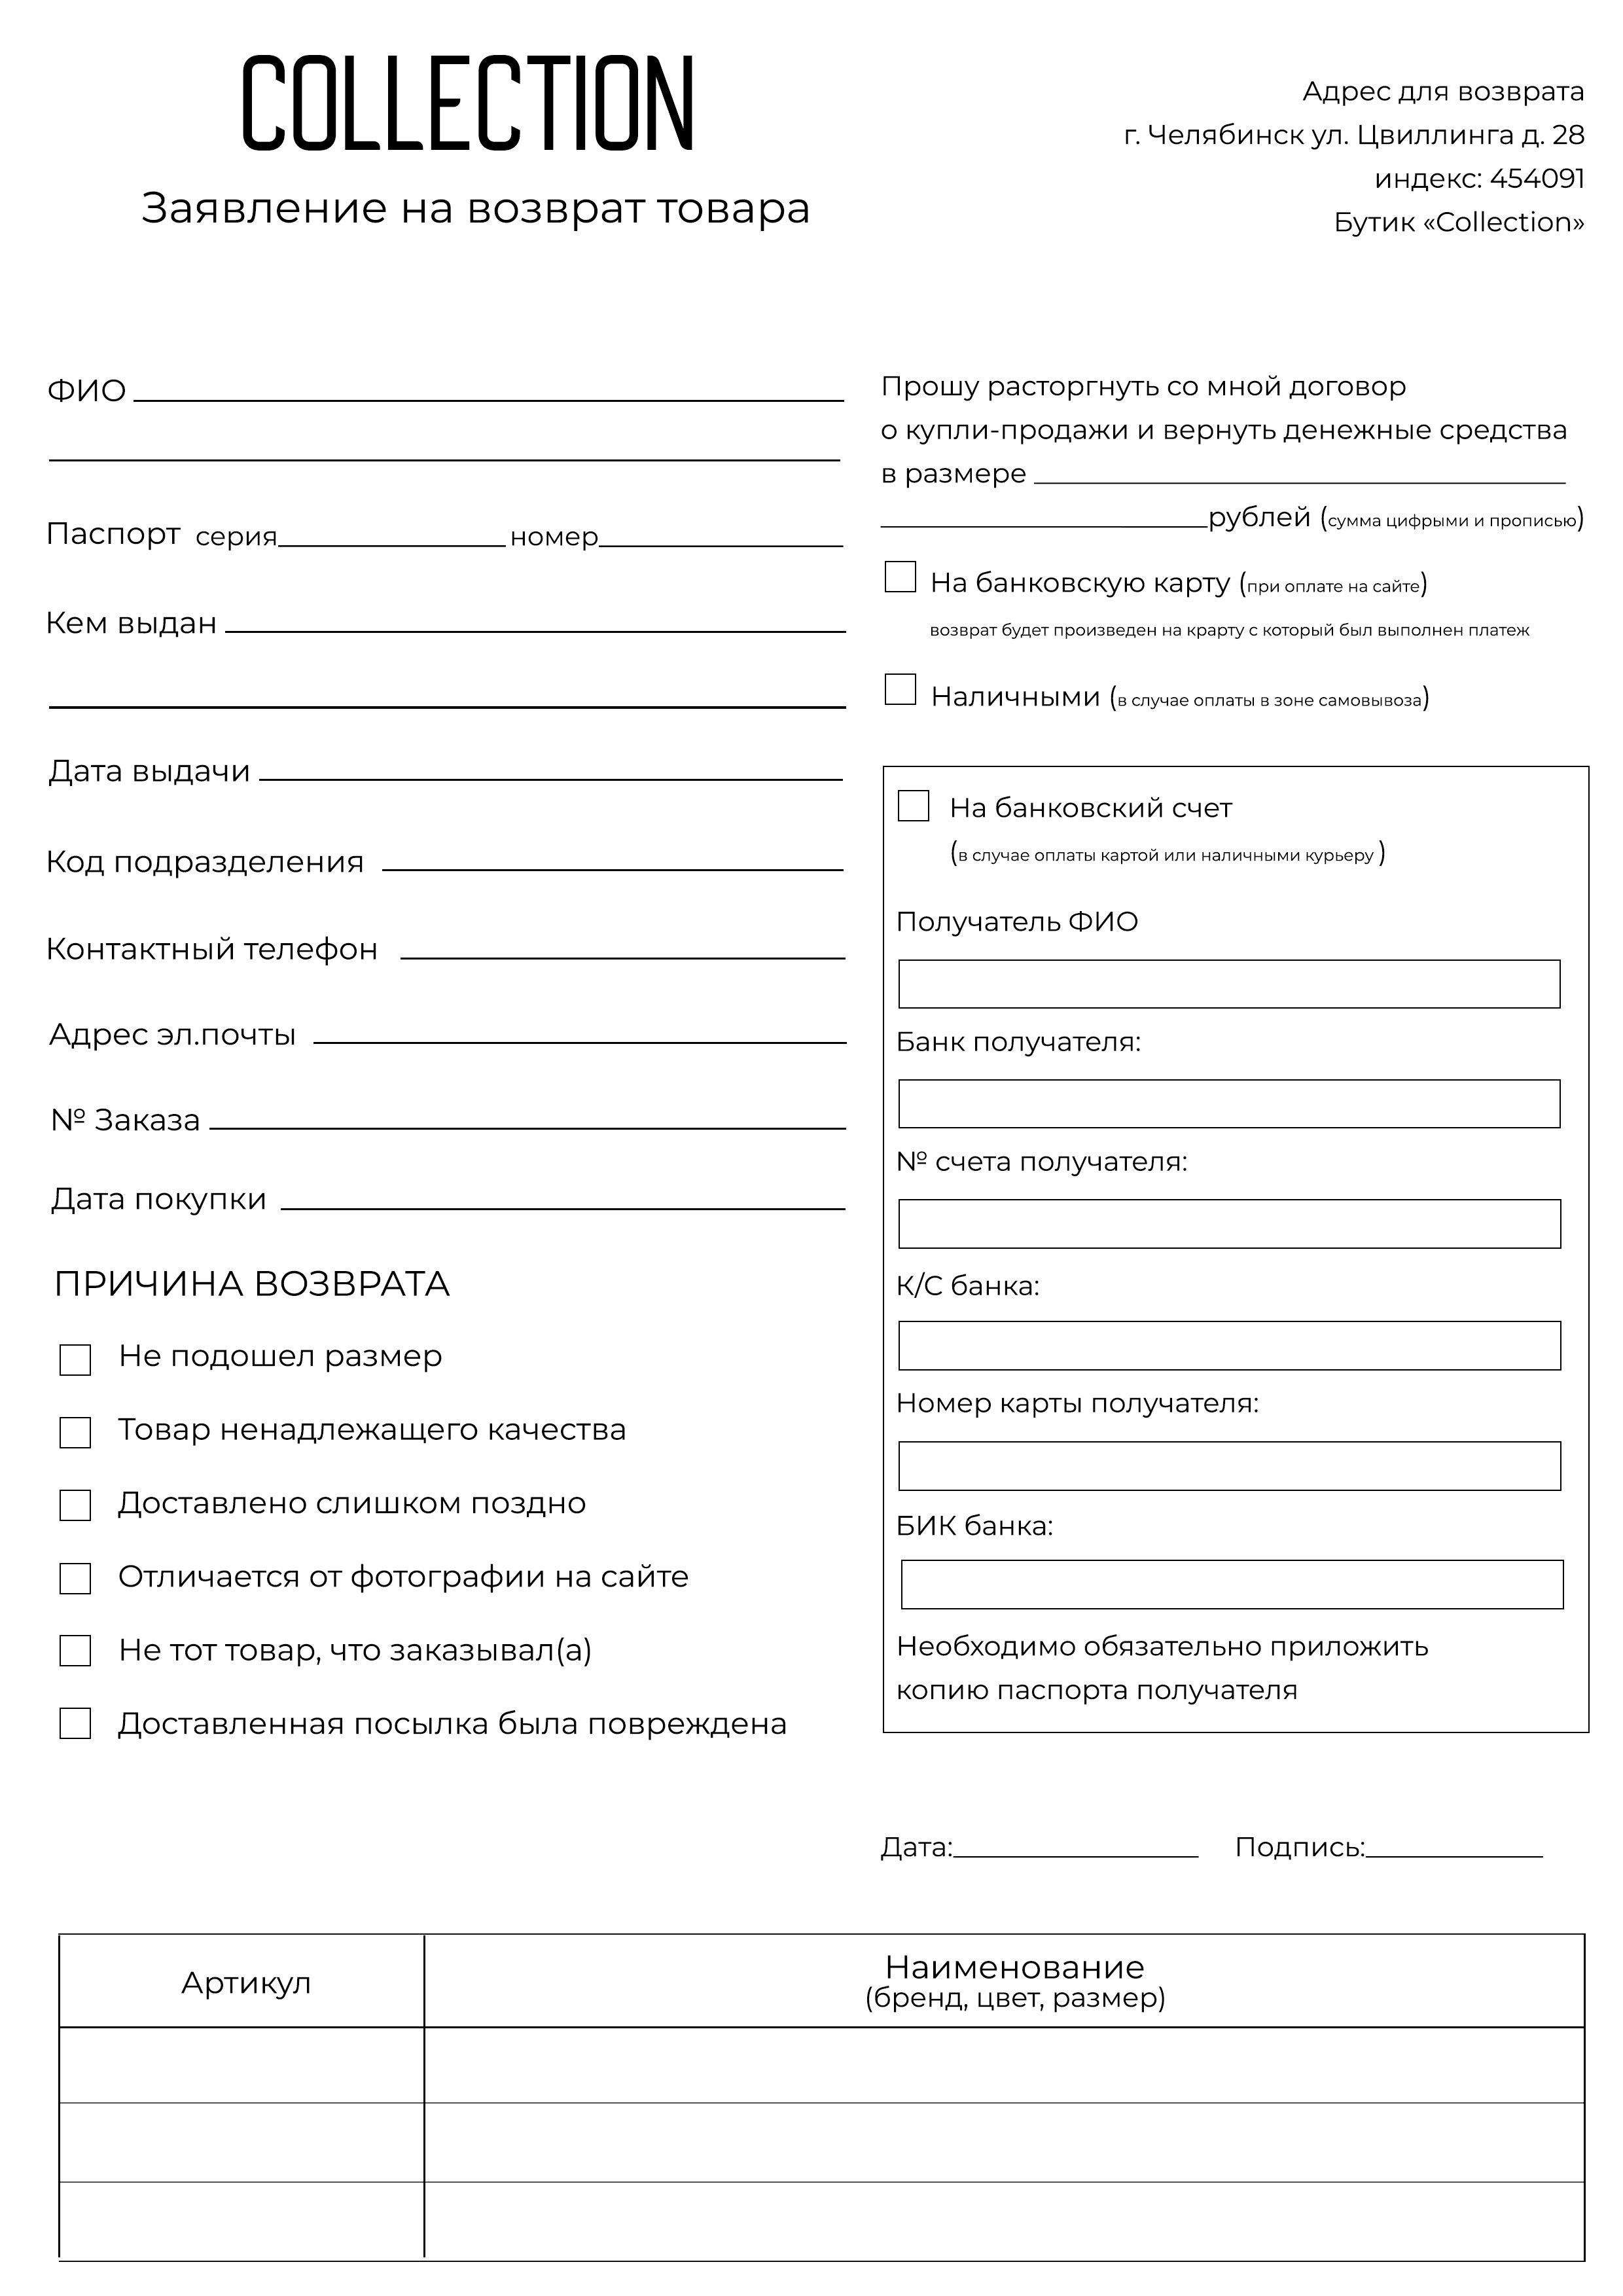 COLLECTION
Заявление на возврат товара
Адрес для возврата
г. Челябинск ул. Цвиллинга д. 28
индекс: 454091
Бутик «Collection»
ФИО
Паспорт серия номер
Кем выдан
Дата выдачи
Код подразделения
Контактный телефон
Адрес эл.почты
№ Заказа
Дата покупки
ПРИЧИНА ВОЗВРАТА
Не подошел размер
Товар ненадлежащего качества
Доставлено слишком поздно
Отличается от фотографии на сайте
Не тот товар, что заказывал(а)
Доставленная посылка была повреждена
Прошу расторгнуть со мной договор
о купли-продажи и вернуть денежные средства
в размере
рублей (сумма цифрыми и прописью)
На банковскую карту (при оплате на сайте)
возврат будет произведен на крарту с который был выполнен платеж
Наличными (в случае оплаты в зоне самовывоза)
На банковский счет
(в случае оплаты картой или наличными курьеру )
Получатель ФИО
Банк получателя:
№ счета получателя:
К/С банка:
Номер карты получателя:
БИК банка:
Необходимо обязательно приложить
копию паспорта получателя
Дата: Подпись:
Артикул
Наименование
(бренд, цвет, размер)